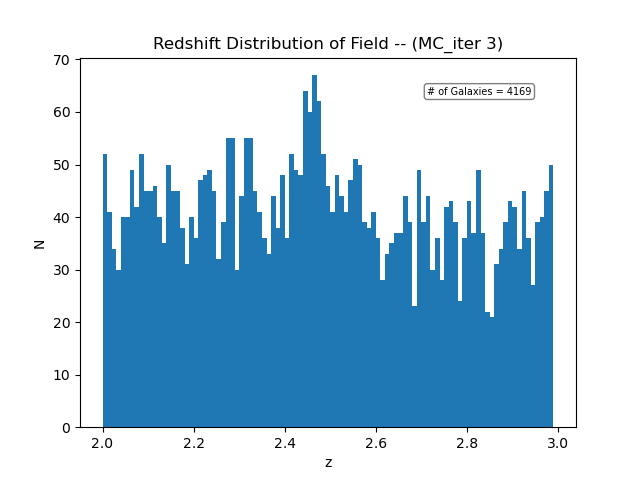 Redshift Distribution of Field -- (MC_iter 3)
# of Galaxies = 4169
70
60
50
40
30
20
10
0
N
2.0 2.2 2.4 2.6 2.8 3.0
z